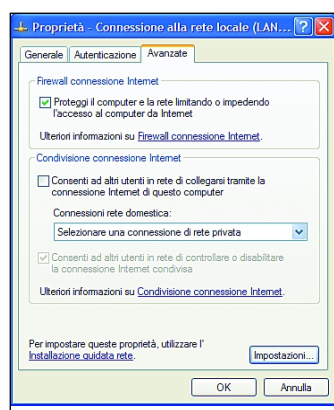 Proprietà - Connessione alla rete locale (LAN...
Generale
Autenticazione
Avanzate
Firewall connessione Internet
Proteggi il computer e la rete limitando o impedendo
l'accesso al computer da Internet
Ulteriori informazioni su Firewall connessione Internet.
Condivisione connessione Internet
Consenti ad altri utenti in rete di collegarsi tramite la
connessione Internet di questo computer
Connessioni rete domestica:
Selezionare una connessione di rete privata
Consenti ad altri utenti in rete di controllare o disabilitare
la connessione Internet condivisa
Ulteriori informazioni su Condivisione connessione Internet.
Per impostare queste proprietà, utilizzare l'
Installazione guidata rete.
Impostazioni...
OK
Annulla